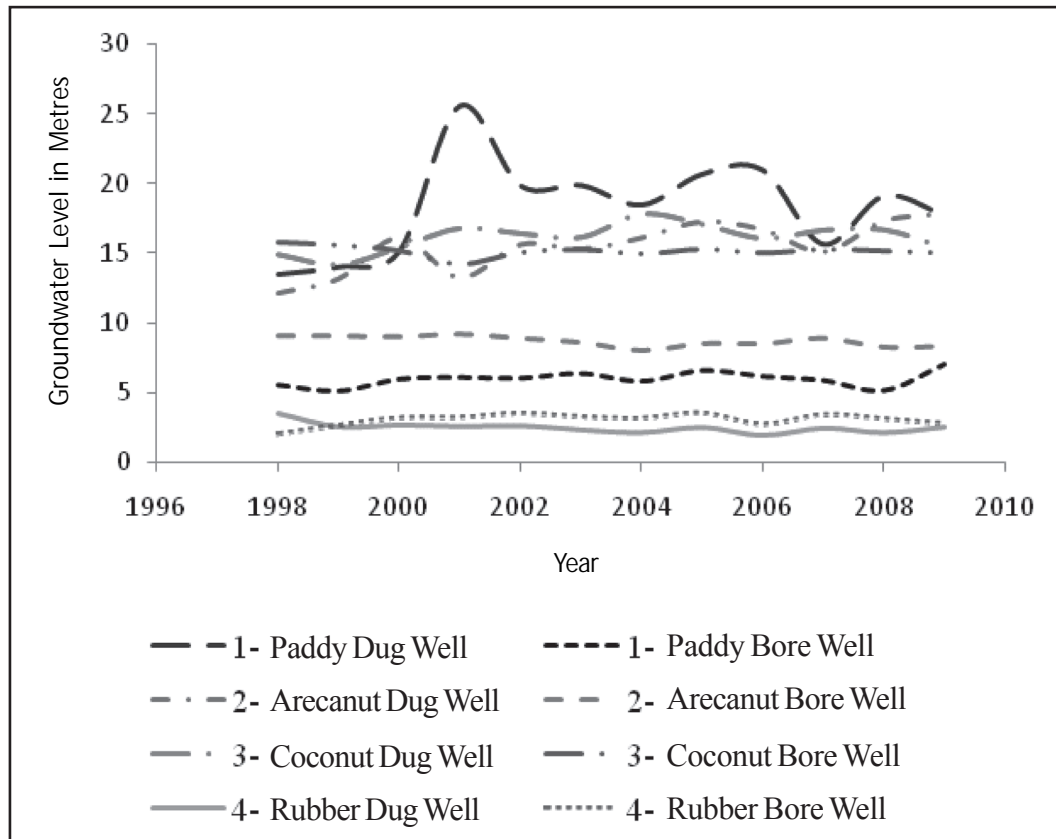 Groundwater Level in Metres
30
25
20
15
10
5
0
1996 1998 2000 2002 2004 2006 2008 2010
Year
1- Paddy Dug Well 1- Paddy Bore Well
2- Arecanut Dug Well 2- Arecanut Bore Well
3- Coconut Dug Well 3- Coconut Bore Well
4- Rubber Dug Well 4- Rubber Bore Well